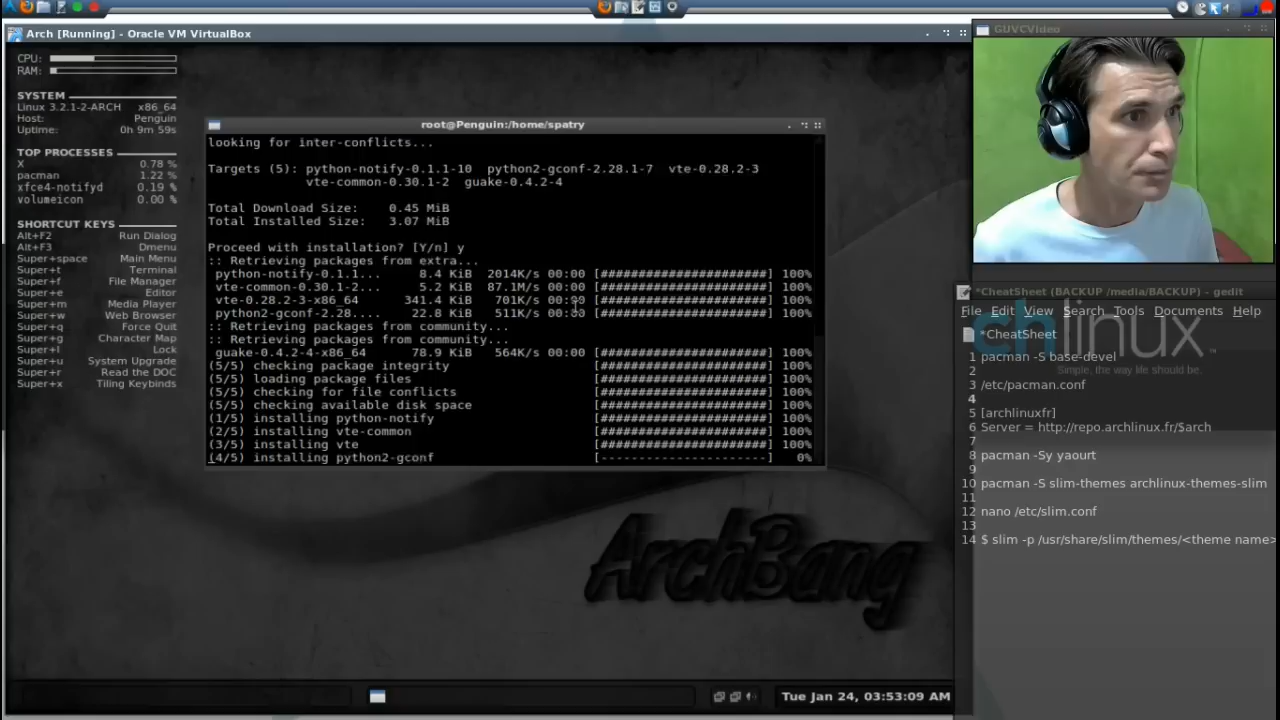 Arch [Running] - Oracle VM VirtualBox
GUVCVideo
CPU:
RAM:
SYSTEM
Linux 3.2.1-2-ARCH x86_64
Host: Penguin
Uptime: 0h 9m 59s
TOP PROCESSES
X 0.78 %
pacman 1.22 %
xfce4-notifyd 0.19 %
volumeicon 0.00 %
SHORTCUT KEYS
Alt+F2 Run Dialog
Alt+F3 Dmenu
Super+space Main Menu
Super+t Terminal
Super+f File Manager
Super+e Editor
Super+m Media Player
Super+w Web Browser
Super+q Force Quit
Super+g Character Map
Super+l Lock
Super+u System Upgrade
Super+r Read the DOC
Super+x Tiling Keybinds
root@Penguin:/home/spatry
looking for inter-conflicts...
Targets (5): python-notify-0.1.1-10 python2-gconf-2.28.1-7 vte-0.28.2-3
vte-common-0.30.1-2 guake-0.4.2-4
Total Download Size: 0.45 MiB
Total Installed Size: 3.07 MiB
Proceed with installation? [Y/n] y
:: Retrieving packages from extra...
python-notify-0.1.1... 8.4 KiB 2014K/s 00:00 [######################] 100%
vte-common-0.30.1-2... 5.2 KiB 87.1M/s 00:00 [######################] 100%
vte-0.28.2-3-x86_64 341.4 KiB 701K/s 00:00 [######################] 100%
python2-gconf-2.28.... 22.8 KiB 511K/s 00:00 [######################] 100%
:: Retrieving packages from community...
:: Retrieving packages from community...
guake-0.4.2-4-x86_64 78.9 KiB 564K/s 00:00 [######################] 100%
(5/5) checking package integrity [######################] 100%
(5/5) loading package files [######################] 100%
(5/5) checking for file conflicts [######################] 100%
(5/5) checking available disk space [######################] 100%
(1/5) installing python-notify [######################] 100%
(2/5) installing vte-common [######################] 100%
(3/5) installing vte [######################] 100%
(4/5) installing python2-gconf [----------------------] 0%
ArchBang
Tue Jan 24, 03:53:09 AM
*CheatSheet (BACKUP /media/BACKUP) - gedit
File Edit View Search Tools Documents Help
*CheatSheet
chlinux™
Simple, the way life should be.
1 pacman -S base-devel
2
3 /etc/pacman.conf
4
5 [archlinuxfr]
6 Server = http://repo.archlinux.fr/$arch
7
8 pacman -Sy yaourt
9
10 pacman -S slim-themes archlinux-themes-slim
11
12 nano /etc/slim.conf
13
14 $ slim -p /usr/share/slim/themes/<theme name>